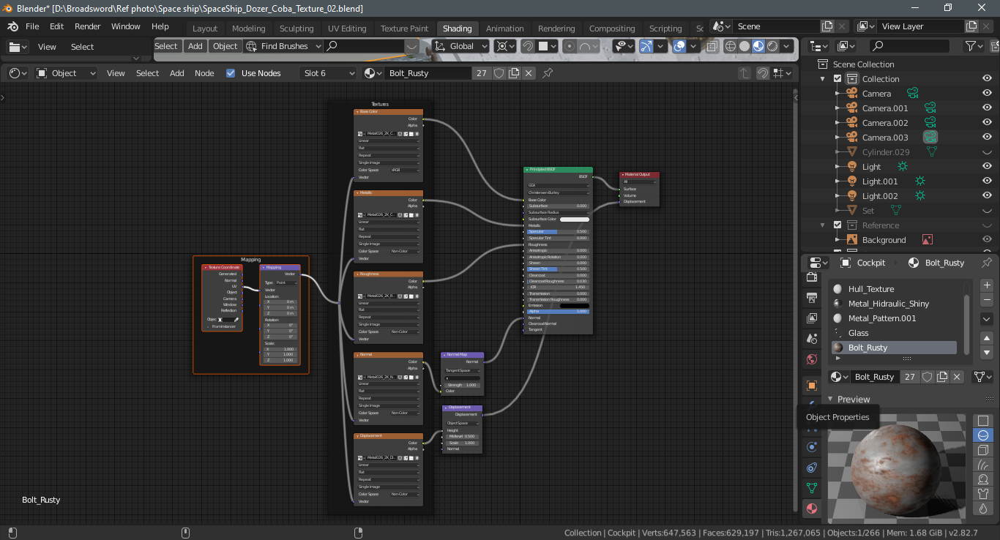 Blender* [D:\Broadsword\Ref photo\Space ship\SpaceShip_Dozer_Coba_Texture_02.blend]
File Edit Render Window Help Layout Modeling Sculpting UV Editing Texture Paint Shading Animation Rendering Compositing Scripting Sc Scene View Layer
View Select Select Add Object Find Brushes Global
Object View Select Add Node Use Nodes Slot 6 Bolt_Rusty 27
Scene Collection
Collection
Camera
Camera.001
Camera.002
Camera.003
Cylinder.029
Light
Light.001
Light.002
Set
Reference
Background
Mapping
Texture Coordinate
Generated
Normal
UV
Object
Camera
Window
Reflection
Objec
From Instancer
Mapping
Vector
Type: Point
Vector
Location:
X 0 m
Y 0 m
Z 0 m
Rotation:
X 0°
Y 0°
Z 0°
Scale:
X 1.000
Y 1.000
Z 1.000
Textures
Base Color
Color
Alpha
Metal026_2K_C..
Linear
Flat
Repeat
Single Image
Color Space sRGB
Vector
Metallic
Color
Alpha
Metal026_2K_C..
Linear
Flat
Repeat
Single Image
Color Space Non-Color
Vector
Roughness
Color
Alpha
Metal026_2K_R..
Linear
Flat
Repeat
Single Image
Color Space Non-Color
Vector
Normal
Color
Alpha
Metal026_2K_N..
Linear
Flat
Repeat
Single Image
Color Space Non-Color
Vector
Displacement
Color
Alpha
Metal026_2K_Di..
Linear
Flat
Repeat
Single Image
Color Space Non-Color
Vector
Normal Map
Normal
Tangent Space
Strength 1.000
Color
Displacement
Displacement
Object Space
Height
Midlevel 0.500
Scale 1.000
Normal
Principled BSDF
BSDF
GGX
Christensen-Burley
Base Color
Subsurface 0.000
Subsurface Radius
Subsurface Color
Metallic
Specular 0.500
Specular Tint 0.000
Roughness
Anisotropic 0.000
Anisotropic Rotation 0.000
Sheen 0.000
Sheen Tint 0.500
Clearcoat 0.000
Clearcoat Roughness 0.030
IOR 1.450
Transmission 0.000
Transmission Roughness 0.000
Emission
Alpha 1.000
Normal
Clearcoat Normal
Tangent
Material Output
All
Surface
Volume
Displacement
Cockpit Bolt_Rusty
Hull_Texture
Metal_Hidraulic_Shiny
Metal_Pattern.001
Glass
Bolt_Rusty
Bolt_Rusty 27
Preview
Object Properties
Bolt_Rusty
Collection | Cockpit | Verts:647,563 | Faces:629,197 | Tris:1,267,065 | Objects:1/266 | Mem: 1.68 GiB | v2.82.7